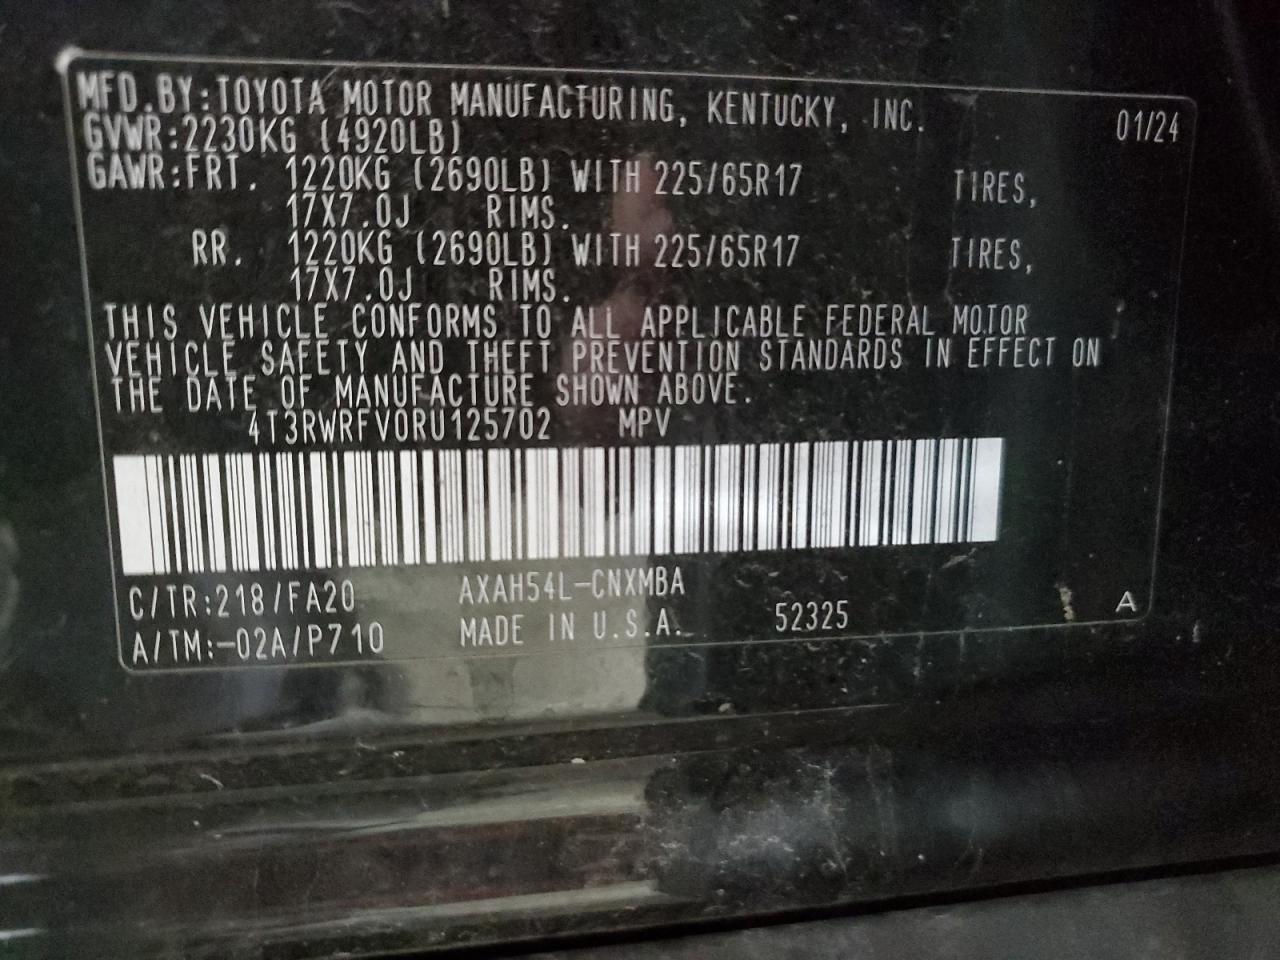 MFD.BY:TOYOTA MOTOR MANUFACTURING, KENTUCKY, INC. 01/24
GVWR:2230KG (4920LB)
GAWR:FRT. 1220KG (2690LB) WITH 225/65R17 TIRES,
17X7.0J RIMS.
RR. 1220KG (2690LB) WITH 225/65R17 TIRES,
17X7.0J RIMS.
THIS VEHICLE CONFORMS TO ALL APPLICABLE FEDERAL MOTOR
VEHICLE SAFETY AND THEFT PREVENTION STANDARDS IN EFFECT ON
THE DATE OF MANUFACTURE SHOWN ABOVE.
4T3RWRFV0RU125702 MPV
C/TR:218/FA20 AXAH54L-CNXMBA
A/TM:-02A/P710 MADE IN U.S.A. 52325 A